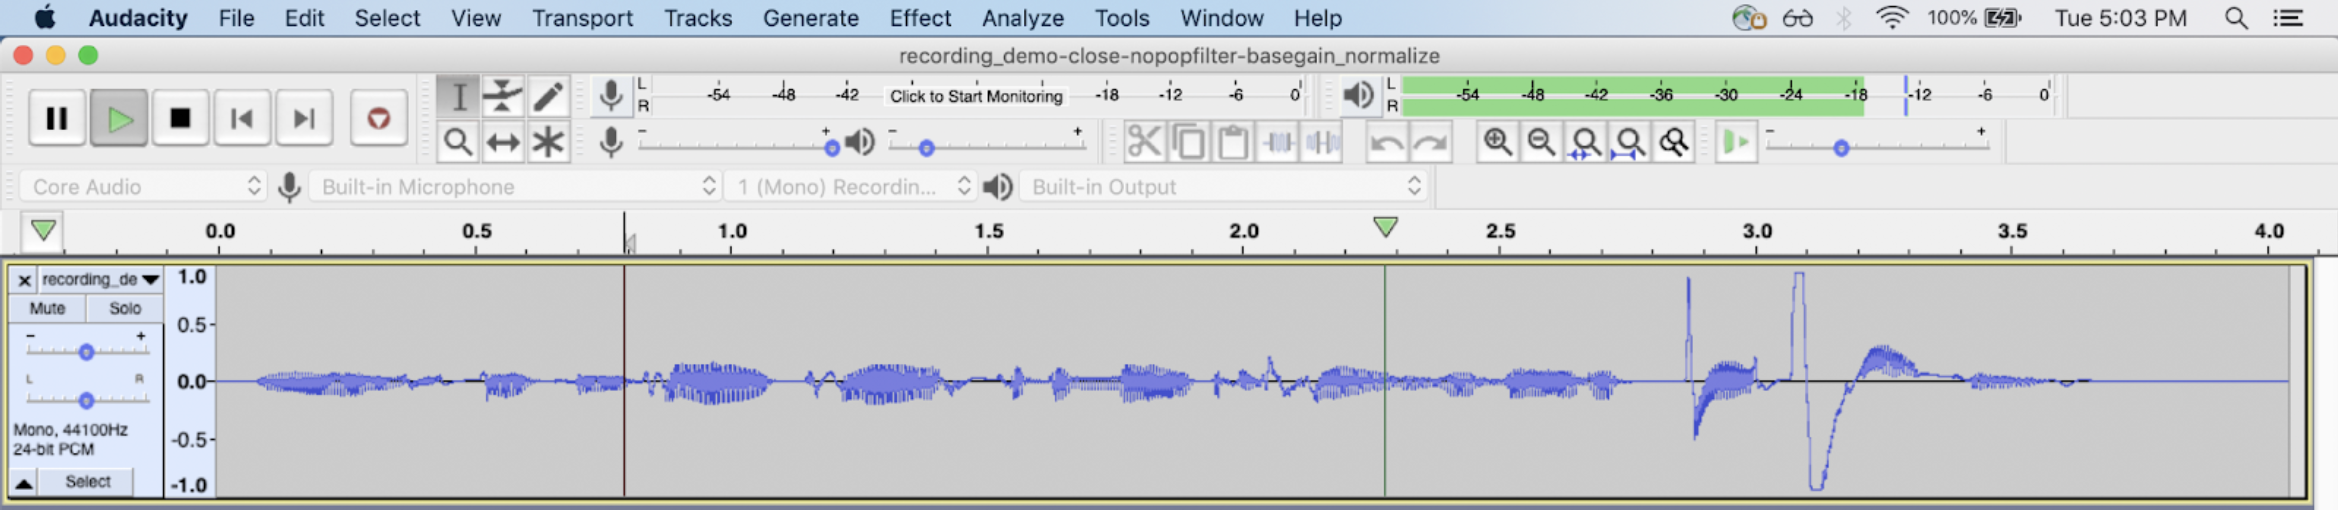 Audacity File Edit Select View Transport Tracks Generate Effect Analyze Tools Window Help 100% Tue 5:03 PM
recording_demo-close-nopopfilter-basegain_normalize
L -54 -48 -42 Click to Start Monitoring -18 -12 -6 0 L -54 -48 -42 -36 -30 -24 -18 -12 -6 0
R R
- + - + - +
Core Audio Built-in Microphone 1 (Mono) Recordin... Built-in Output
0.0 0.5 1.0 1.5 2.0 2.5 3.0 3.5 4.0
x recording_de 1.0
Mute Solo 0.5
- +
L R 0.0
Mono, 44100Hz -0.5
24-bit PCM
Select -1.0